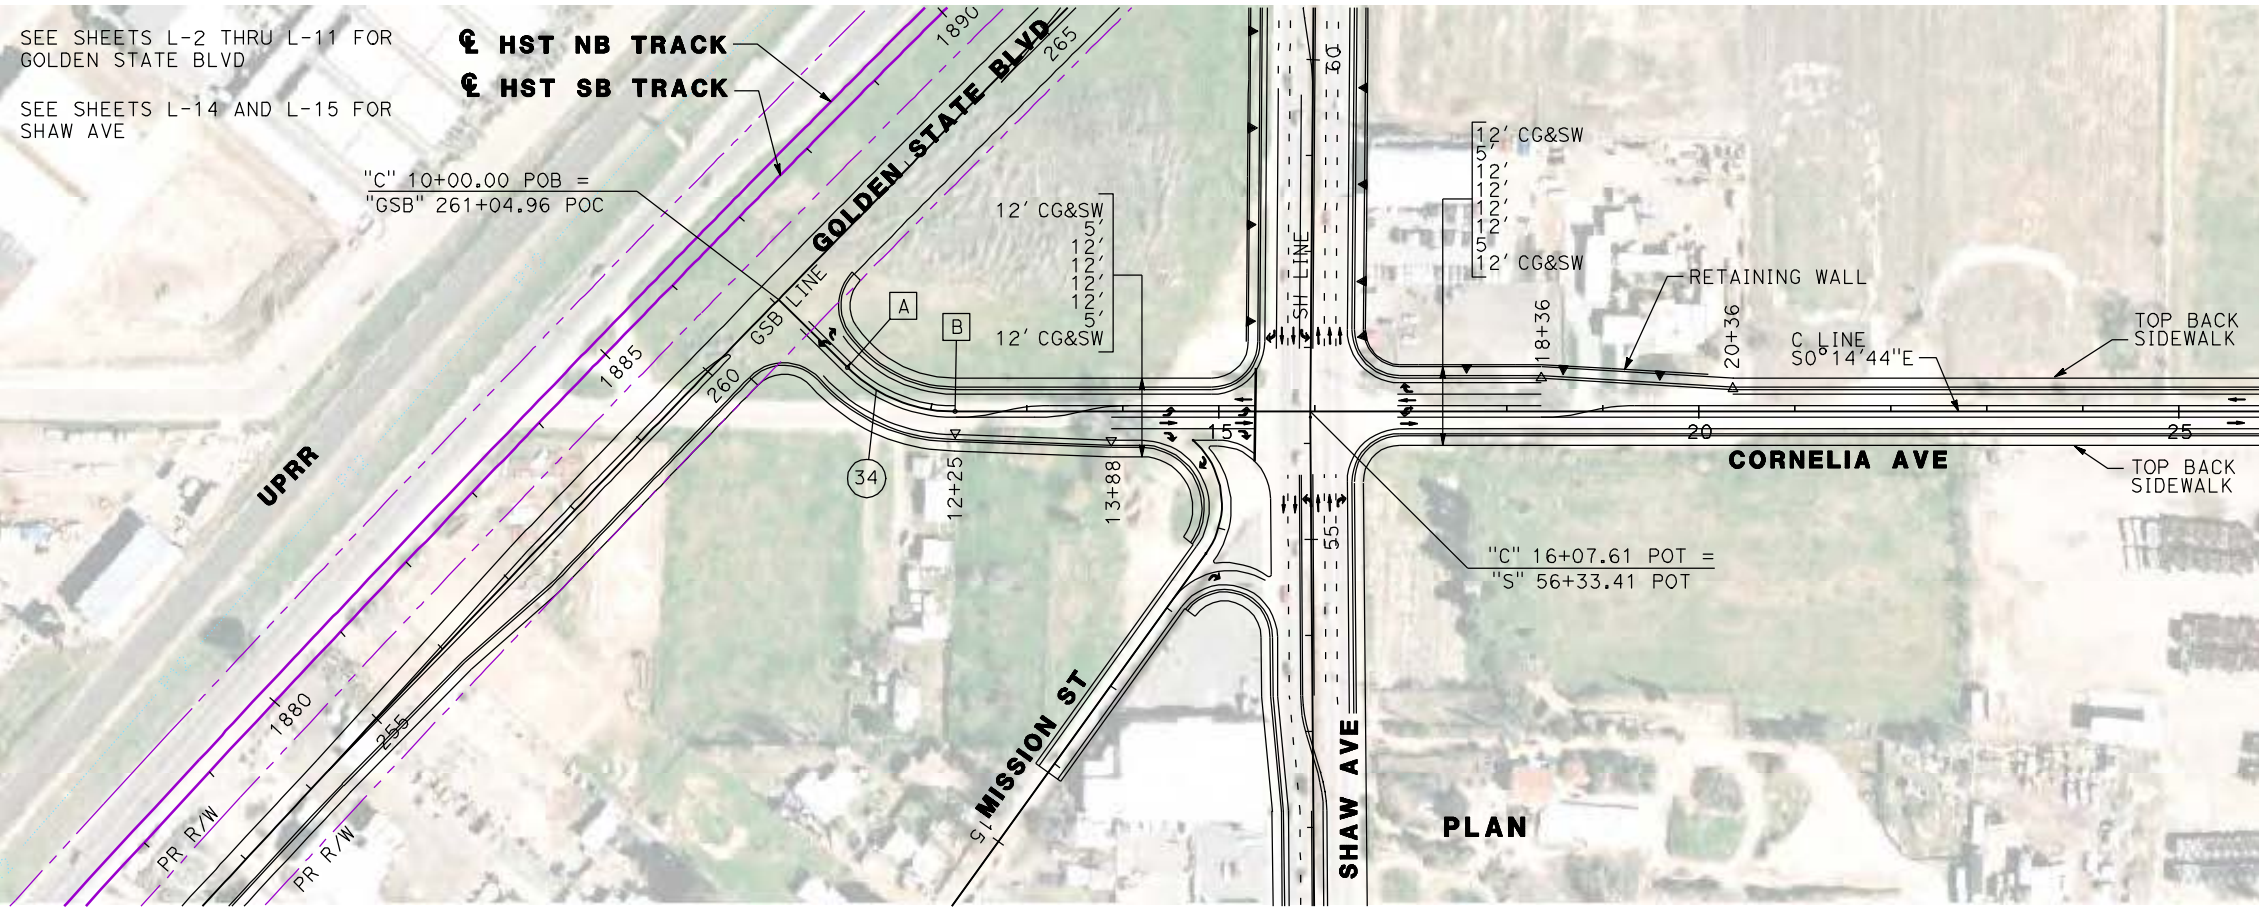 SEE SHEETS L-2 THRU L-11 FOR
GOLDEN STATE BLVD
SEE SHEETS L-14 AND L-15 FOR
SHAW AVE
℄ HST NB TRACK
℄ HST SB TRACK
"C" 10+00.00 POB =
"GSB" 261+04.96 POC
1890
265
GOLDEN STATE BLVD
GSB LINE
1885
260
UPRR
1880
255
PR R/W
PR R/W
12' CG&SW
5'
12'
12'
12'
12'
5'
12' CG&SW
A
B
34
12+25
13+88
15
60
SH LINE
55
12' CG&SW
5'
12'
12'
12'
12'
5'
12' CG&SW
RETAINING WALL
18+36
20+36
C LINE
S0°14'44"E
TOP BACK
SIDEWALK
20
25
CORNELIA AVE
TOP BACK
SIDEWALK
"C" 16+07.61 POT =
"S" 56+33.41 POT
MISSION ST
15
SHAW AVE
PLAN